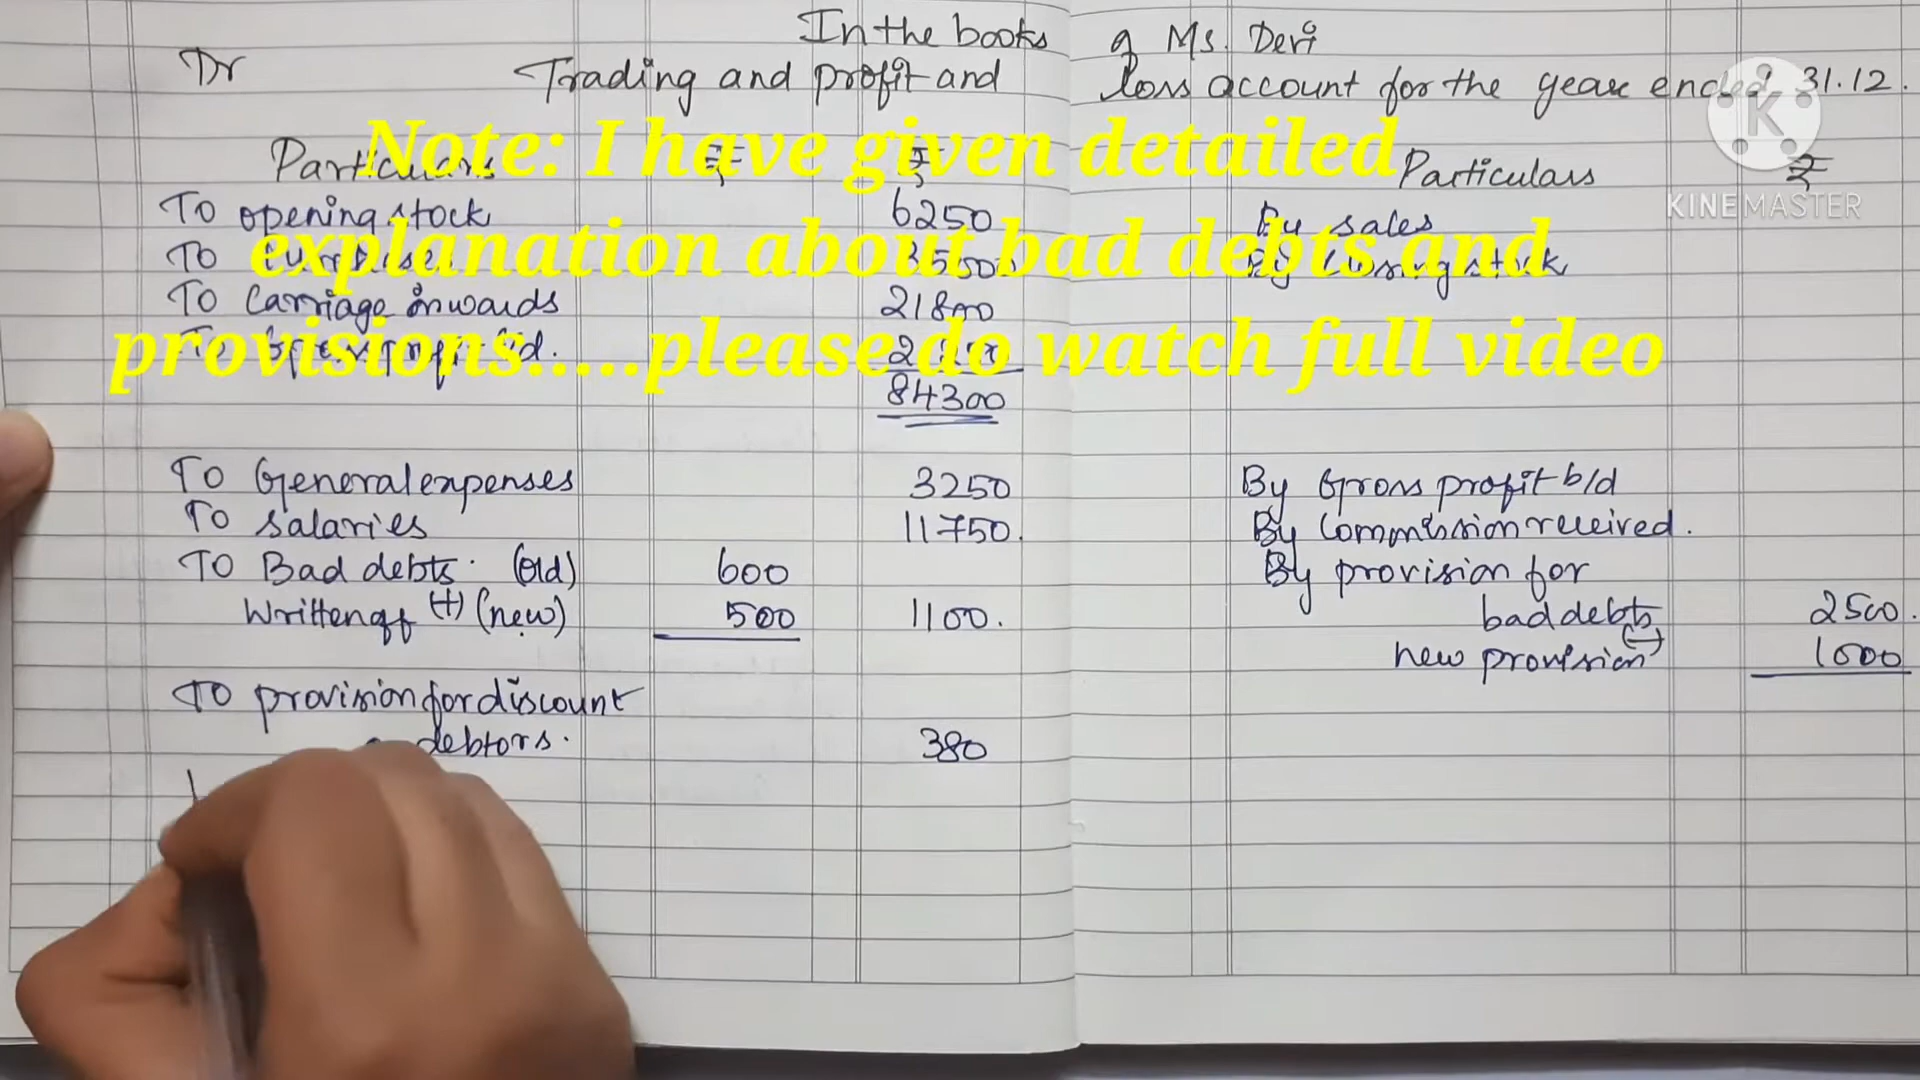 In the books of Ms. Devi
Dr Trading and profit and loss account for the year ended 31.12.
Note: I have given detailed explanation about bad debts and provisions.....please do watch full video
KINEMASTER
Particulars ₹ ₹ Particulars ₹
To opening stock 6250 By sales
To By closing stock
To Carriage inwards 21800
To c/d.
84300
To General expenses 3250 By Gross profit b/d
To salaries 11750. By Commission received.
To Bad debts. (old) 600 By provision for
Written off (+) (new) 500 1100. bad debts 2500.
(-) new provision 1000
To provision for discount
debtors. 380